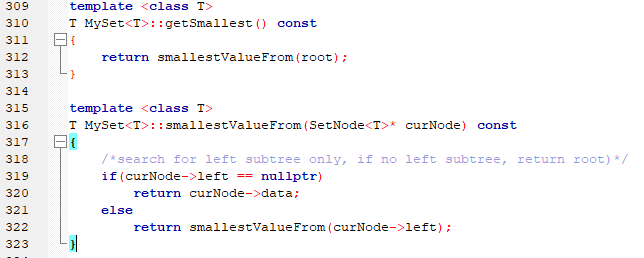 309 template <class T>
310 T MySet<T>::getSmallest() const
311 {
312 return smallestValueFrom(root);
313 }
314
315 template <class T>
316 T MySet<T>::smallestValueFrom(SetNode<T>* curNode) const
317 {
318 /*search for left subtree only, if no left subtree, return root)*/
319 if(curNode->left == nullptr)
320 return curNode->data;
321 else
322 return smallestValueFrom(curNode->left);
323 }